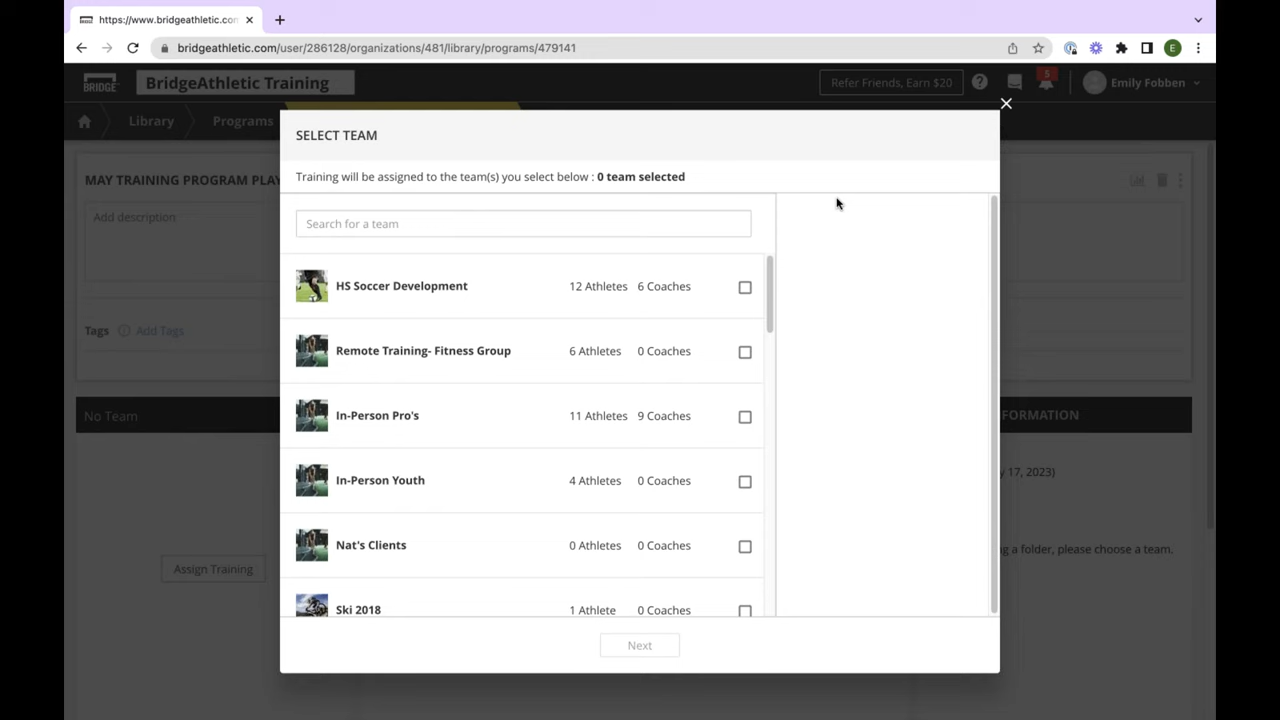 https://www.bridgeathletic.con
bridgeathletic.com/user/286128/organizations/481/library/programs/479141
E
BRIDGE
BridgeAthletic Training
Refer Friends, Earn $20
5
Emily Fobben
Library
Programs
SELECT TEAM
MAY TRAINING PROGRAM PLAY
Training will be assigned to the team(s) you select below : 0 team selected
Add description
Search for a team
HS Soccer Development 12 Athletes 6 Coaches
Tags Add Tags
Remote Training- Fitness Group 6 Athletes 0 Coaches
No Team
In-Person Pro's 11 Athletes 9 Coaches
FORMATION
y 17, 2023)
In-Person Youth 4 Athletes 0 Coaches
Nat's Clients 0 Athletes 0 Coaches
g a folder, please choose a team.
Assign Training
Ski 2018 1 Athlete 0 Coaches
Next